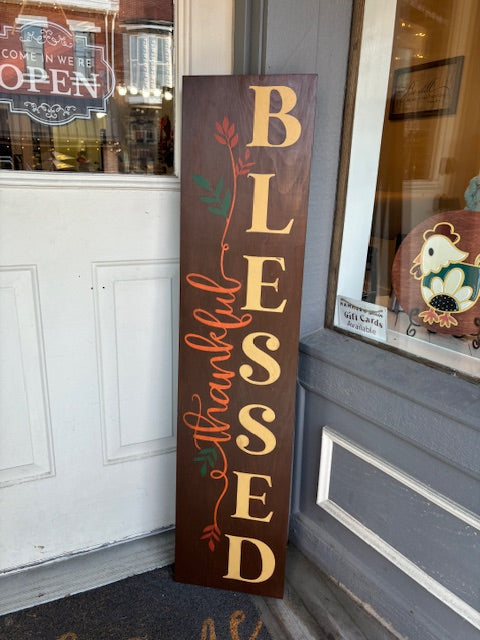 COME IN WE'RE
OPEN
thankful
BLESSED
Gift Cards
Available